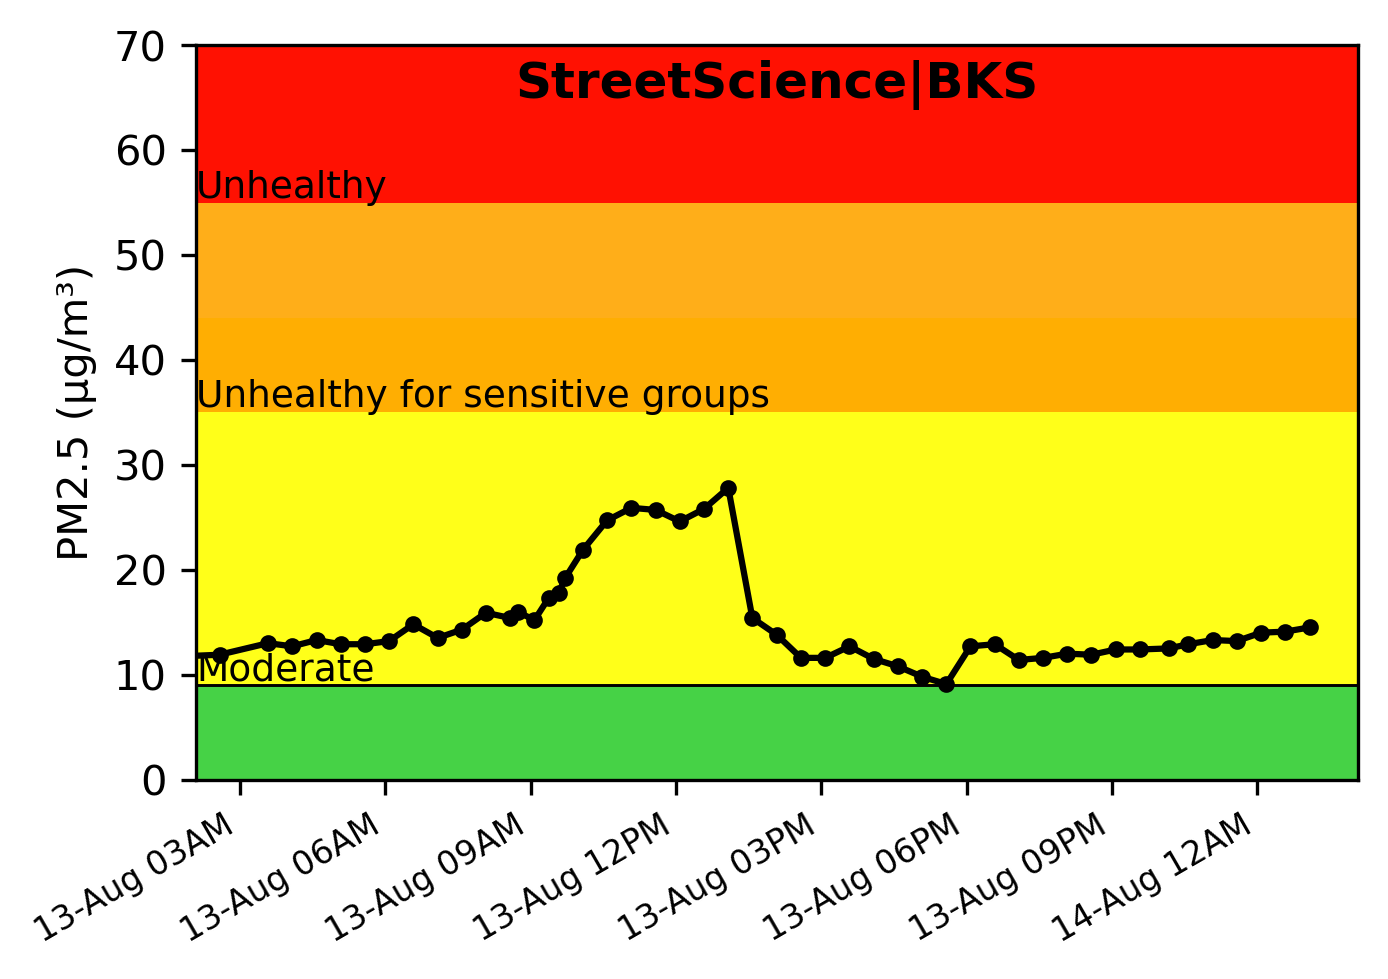 StreetScience|BKS
70
60
Unhealthy
50
40
Unhealthy for sensitive groups
30
20
Moderate
10
0
PM2.5 (µg/m³)
13-Aug 03AM
13-Aug 06AM
13-Aug 09AM
13-Aug 12PM
13-Aug 03PM
13-Aug 06PM
13-Aug 09PM
14-Aug 12AM